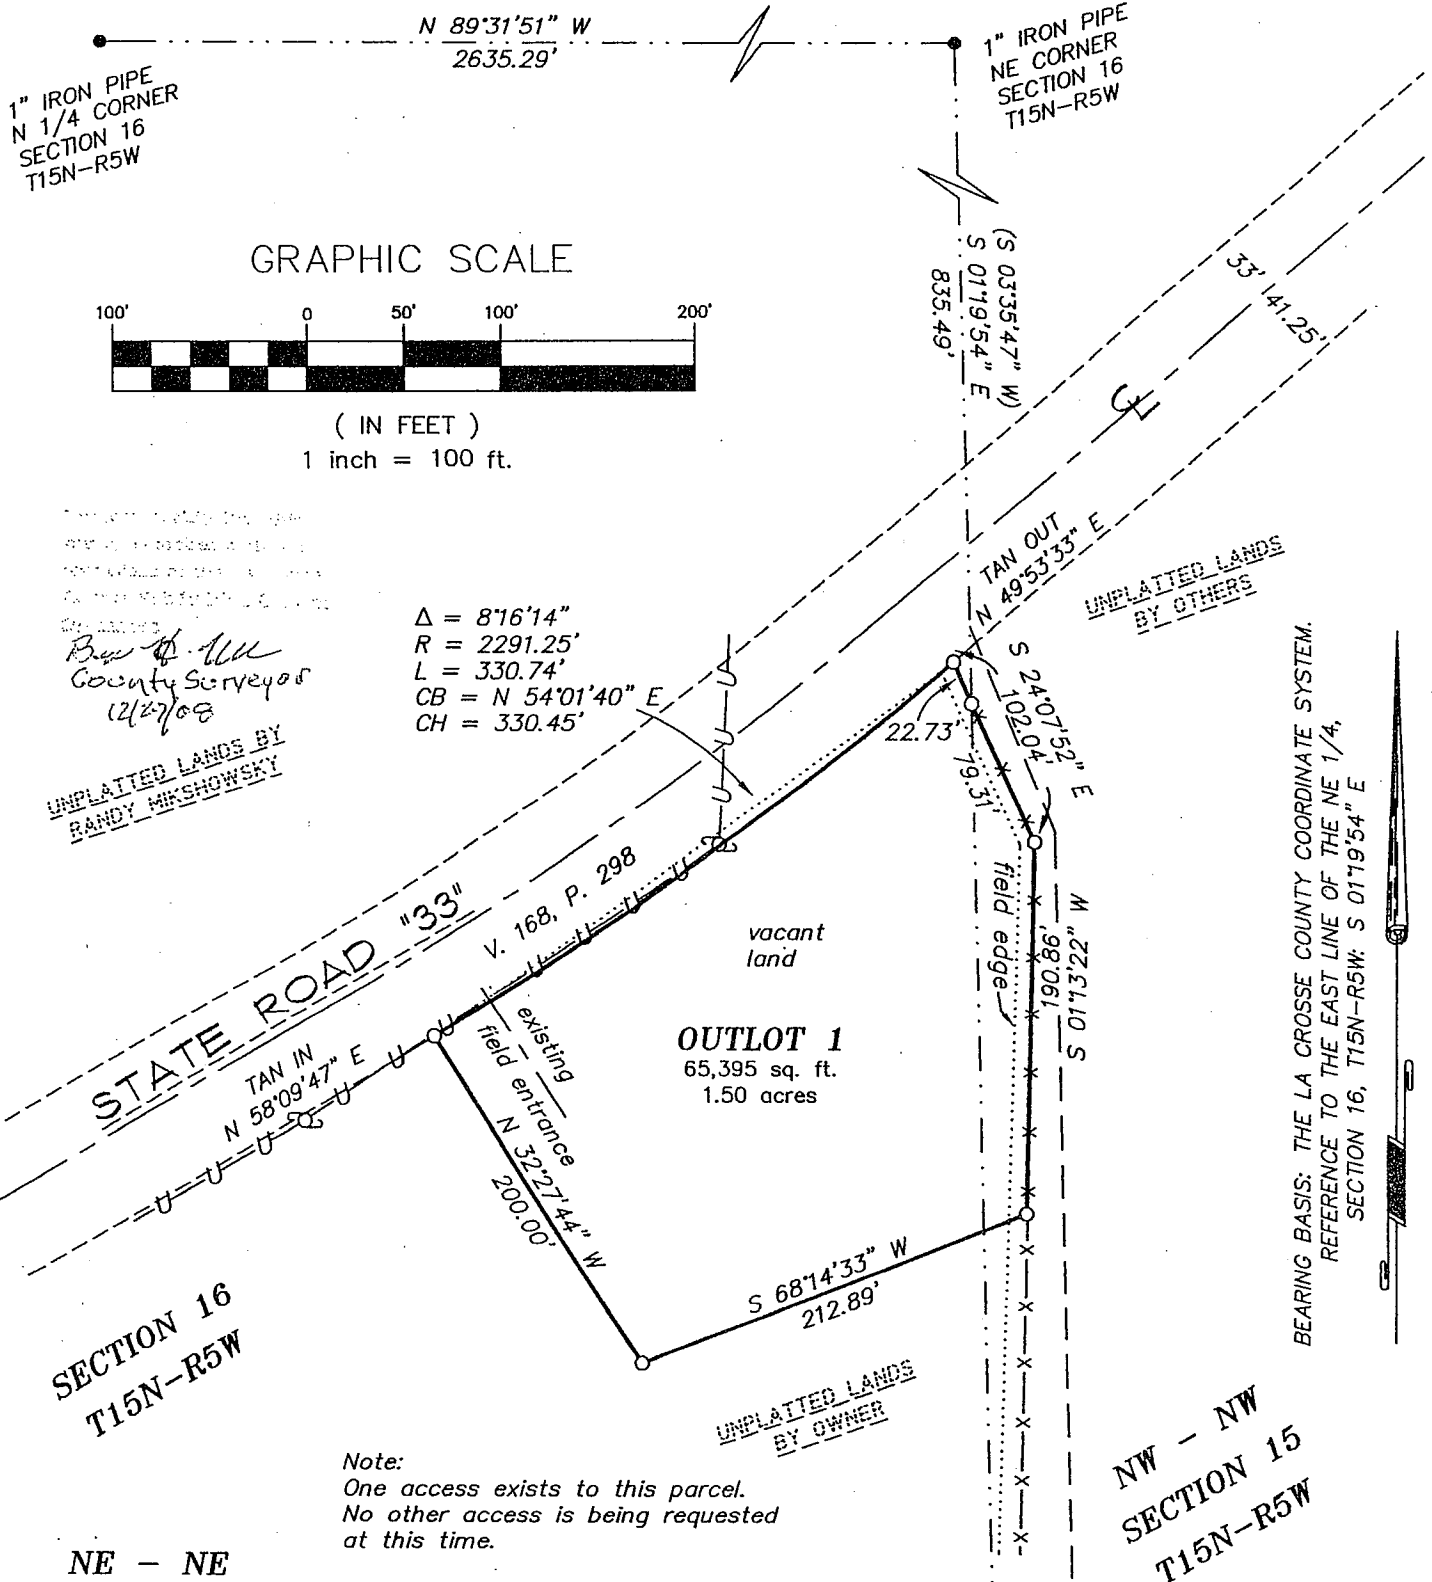 N 89°31'51" W
2635.29'
1" IRON PIPE
N 1/4 CORNER
SECTION 16
T15N-R5W
1" IRON PIPE
NE CORNER
SECTION 16
T15N-R5W
GRAPHIC SCALE
100' 0 50' 100' 200'
( IN FEET )
1 inch = 100 ft.
(S 03°35'47" W)
S 01°19'54" E
835.49'
33'
41.25'
CL
County Surveyor
12/27/08
UNPLATTED LANDS BY
RANDY MIKSHOWSKY
Δ = 8°16'14"
R = 2291.25'
L = 330.74'
CB = N 54°01'40" E
CH = 330.45'
TAN OUT
N 49°53'33" E
UNPLATTED LANDS
BY OTHERS
S 24°07'52" E
102.04'
22.73'
79.31'
STATE ROAD "33"
V. 168, P. 298
TAN IN
N 58°09'47" E
U U U U U U U U U U U U
existing
field entrance
vacant
land
field edge
190.86'
S 01°13'22" W
OUTLOT 1
65,395 sq. ft.
1.50 acres
N 32°27'44" W
200.00'
S 68°14'33" W
212.89'
BEARING BASIS: THE LA CROSSE COUNTY COORDINATE SYSTEM.
REFERENCE TO THE EAST LINE OF THE NE 1/4,
SECTION 16, T15N-R5W: S 01°19'54" E
SECTION 16
T15N-R5W
UNPLATTED LANDS
BY OWNER
Note:
One access exists to this parcel.
No other access is being requested
at this time.
NE - NE
NW - NW
SECTION 15
T15N-R5W